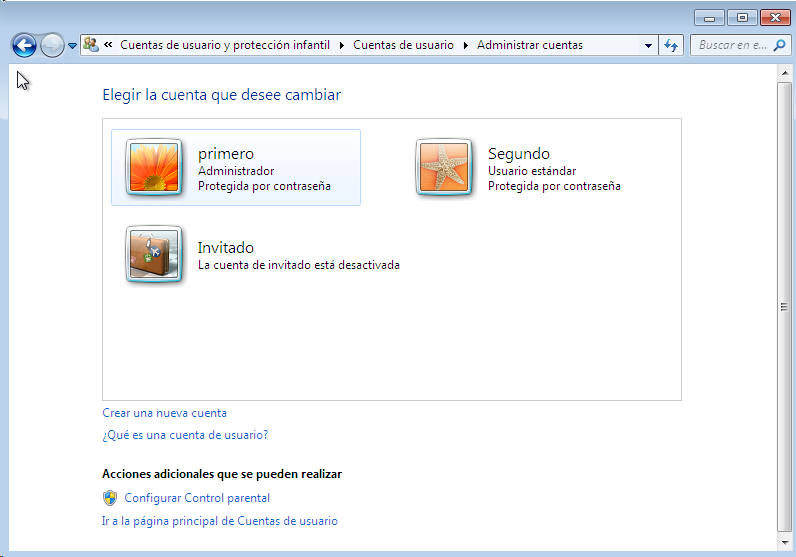 « Cuentas de usuario y protección infantil Cuentas de usuario Administrar cuentas Buscar en e...
Elegir la cuenta que desee cambiar
primero
Administrador
Protegida por contraseña
Segundo
Usuario estándar
Protegida por contraseña
Invitado
La cuenta de invitado está desactivada
Crear una nueva cuenta
¿Qué es una cuenta de usuario?
Acciones adicionales que se pueden realizar
Configurar Control parental
Ir a la página principal de Cuentas de usuario